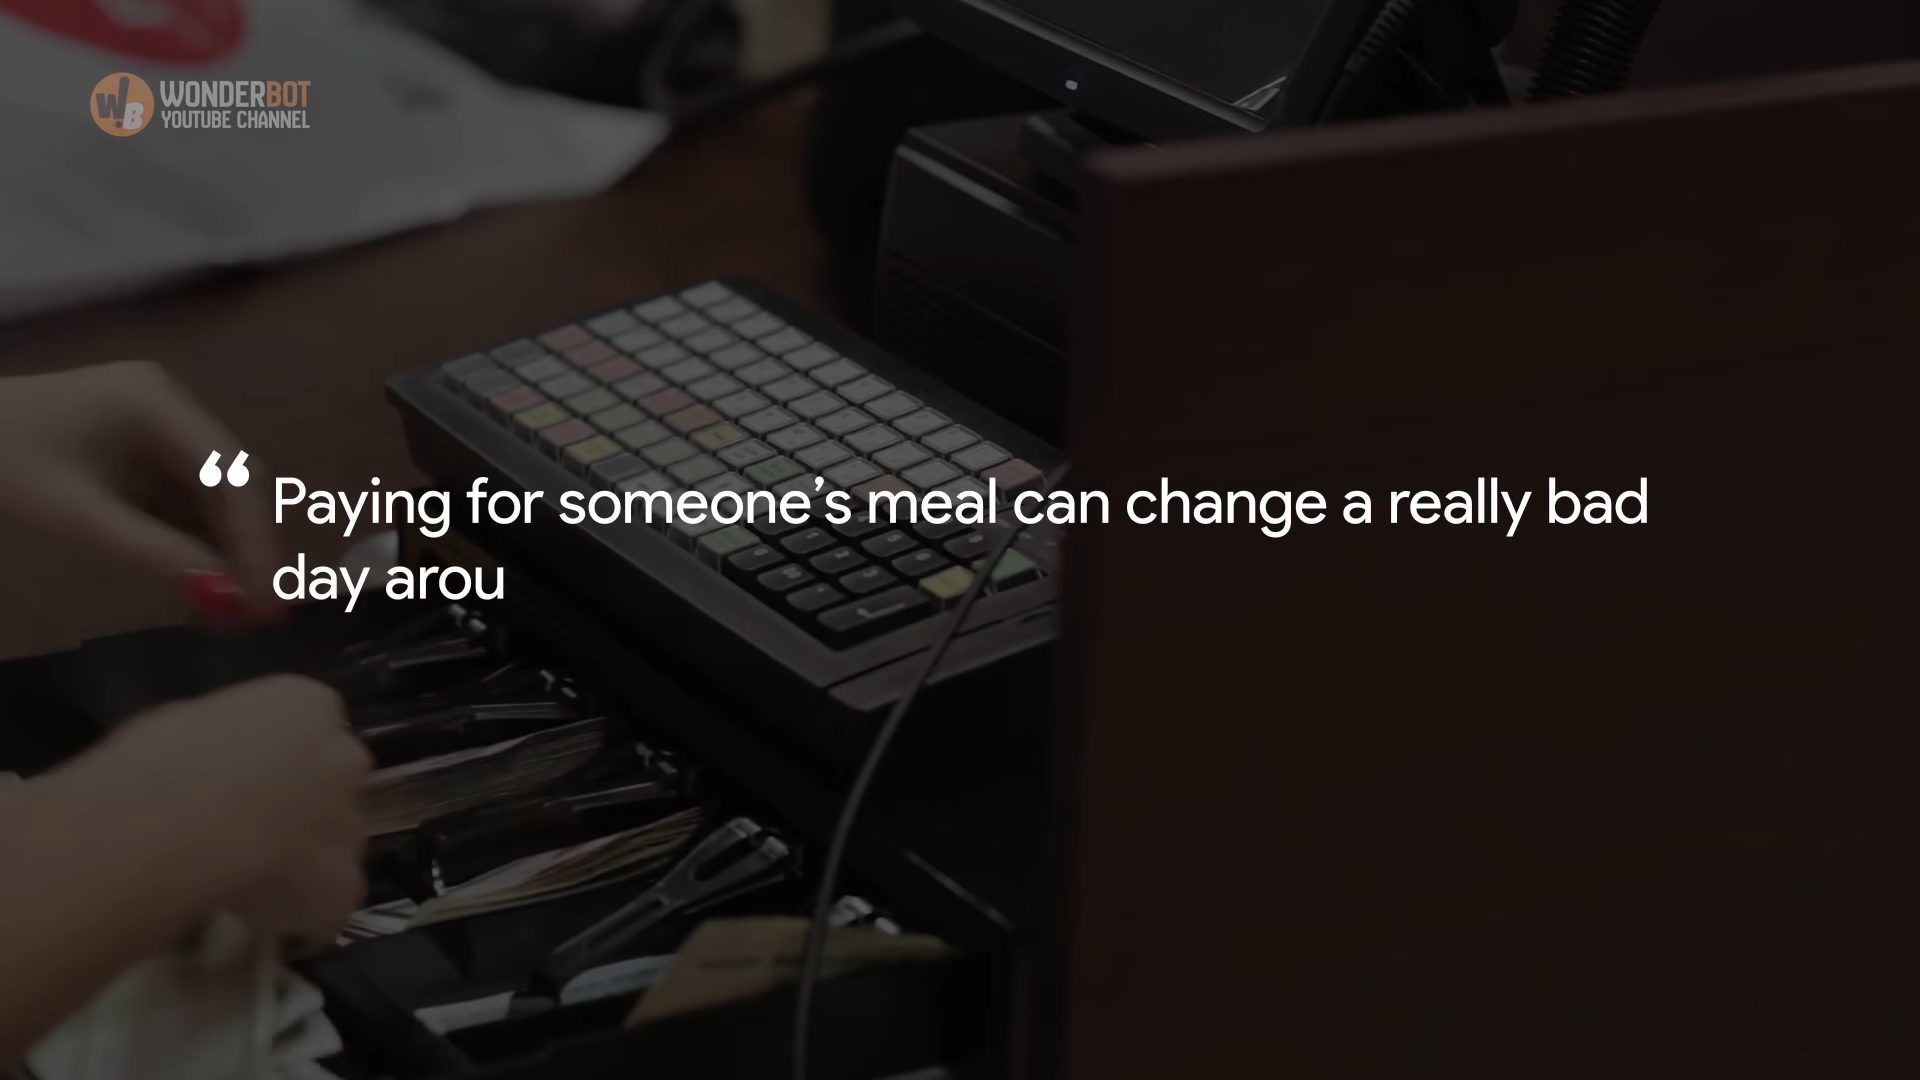 WONDERBOT
YOUTUBE CHANNEL
“Paying for someone’s meal can change a really bad
day arou